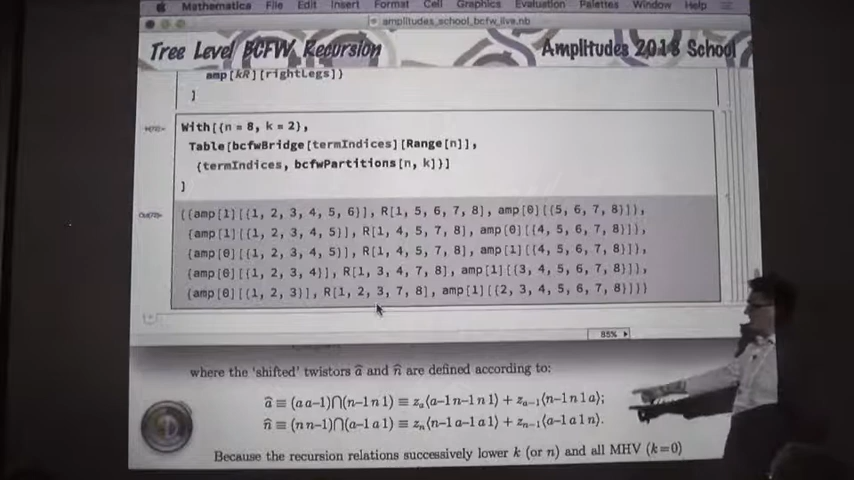 Mathematica File Edit Insert Format Cell Graphics Evaluation Palettes Window Help
amplitudes_school_bcfw_live.nb
Tree Level BCFW Recursion
Amplitudes 2018 School
amp[kR][rightLegs]}
]
With[{n = 8, k = 2},
Table[bcfwBridge[termIndices][Range[n]],
{termIndices, bcfwPartitions[n, k]}]
]
{{amp[1][{1, 2, 3, 4, 5, 6}], R[1, 5, 6, 7, 8], amp[0][{5, 6, 7, 8}]},
{amp[1][{1, 2, 3, 4, 5}], R[1, 4, 5, 7, 8], amp[0][{4, 5, 6, 7, 8}]},
{amp[0][{1, 2, 3, 4, 5}], R[1, 4, 5, 7, 8], amp[1][{4, 5, 6, 7, 8}]},
{amp[0][{1, 2, 3, 4}], R[1, 3, 4, 7, 8], amp[1][{3, 4, 5, 6, 7, 8}]},
{amp[0][{1, 2, 3}], R[1, 2, 3, 7, 8], amp[1][{2, 3, 4, 5, 6, 7, 8}]}}
85%
where the 'shifted' twistors â and n̂ are defined according to:
â ≡ (a a–1)⋂(n–1 n 1) ≡ zₐ⟨a–1 n–1 n 1⟩ + zₐ₋₁⟨n–1 n 1 a⟩;
n̂ ≡ (n n–1)⋂(a–1 a 1) ≡ zₙ⟨n–1 a–1 a 1⟩ + zₙ₋₁⟨a–1 a 1 n⟩.
Because the recursion relations successively lower k (or n) and all MHV (k=0)